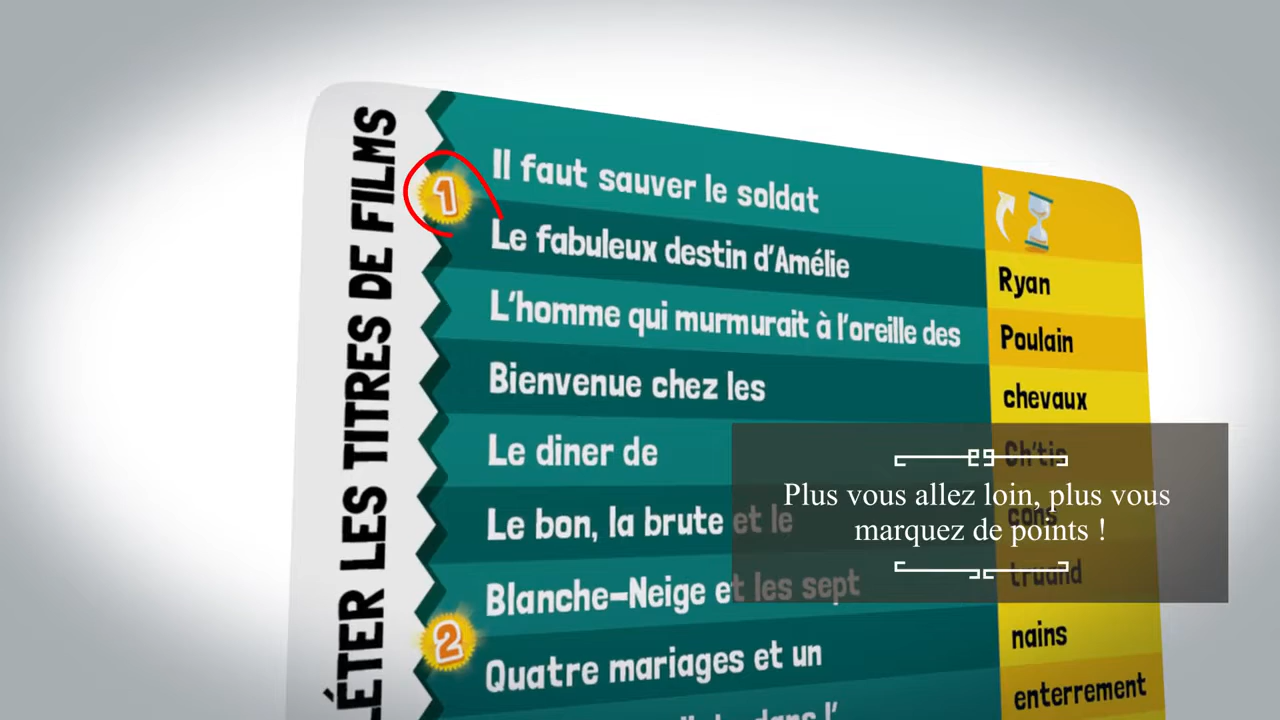 LÉTER LES TITRES DE FILMS
1
Il faut sauver le soldat
Le fabuleux destin d'Amélie
Ryan
L'homme qui murmurait à l'oreille des
Poulain
Bienvenue chez les
chevaux
Le diner de
Ch'tis
Le bon, la brute et le
cons
Blanche-Neige et les sept
truand
2
Quatre mariages et un
nains
enterrement
dans l'
Plus vous allez loin, plus vous
marquez de points !